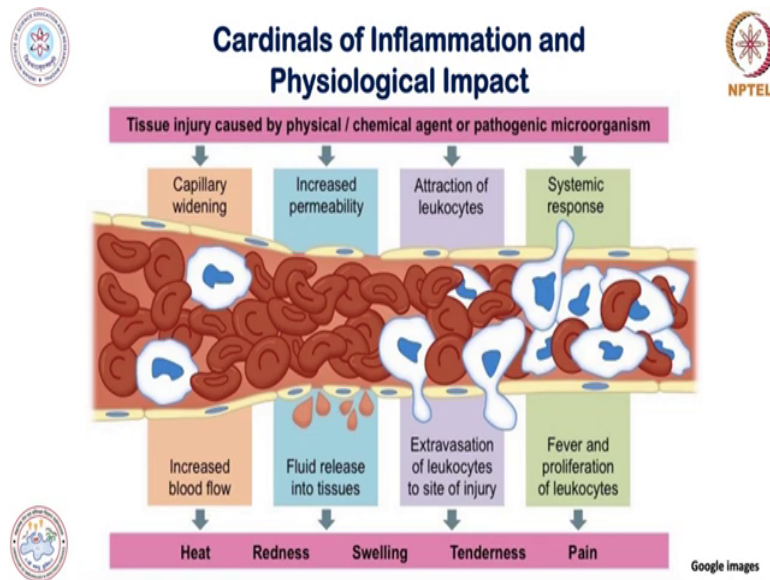 Cardinals of Inflammation and
Physiological Impact
NPTEL
Tissue injury caused by physical / chemical agent or pathogenic microorganism
Capillary
widening
Increased
permeability
Attraction of
leukocytes
Systemic
response
Increased
blood flow
Fluid release
into tissues
Extravasation
of leukocytes
to site of injury
Fever and
proliferation
of leukocytes
Heat Redness Swelling Tenderness Pain
Google images